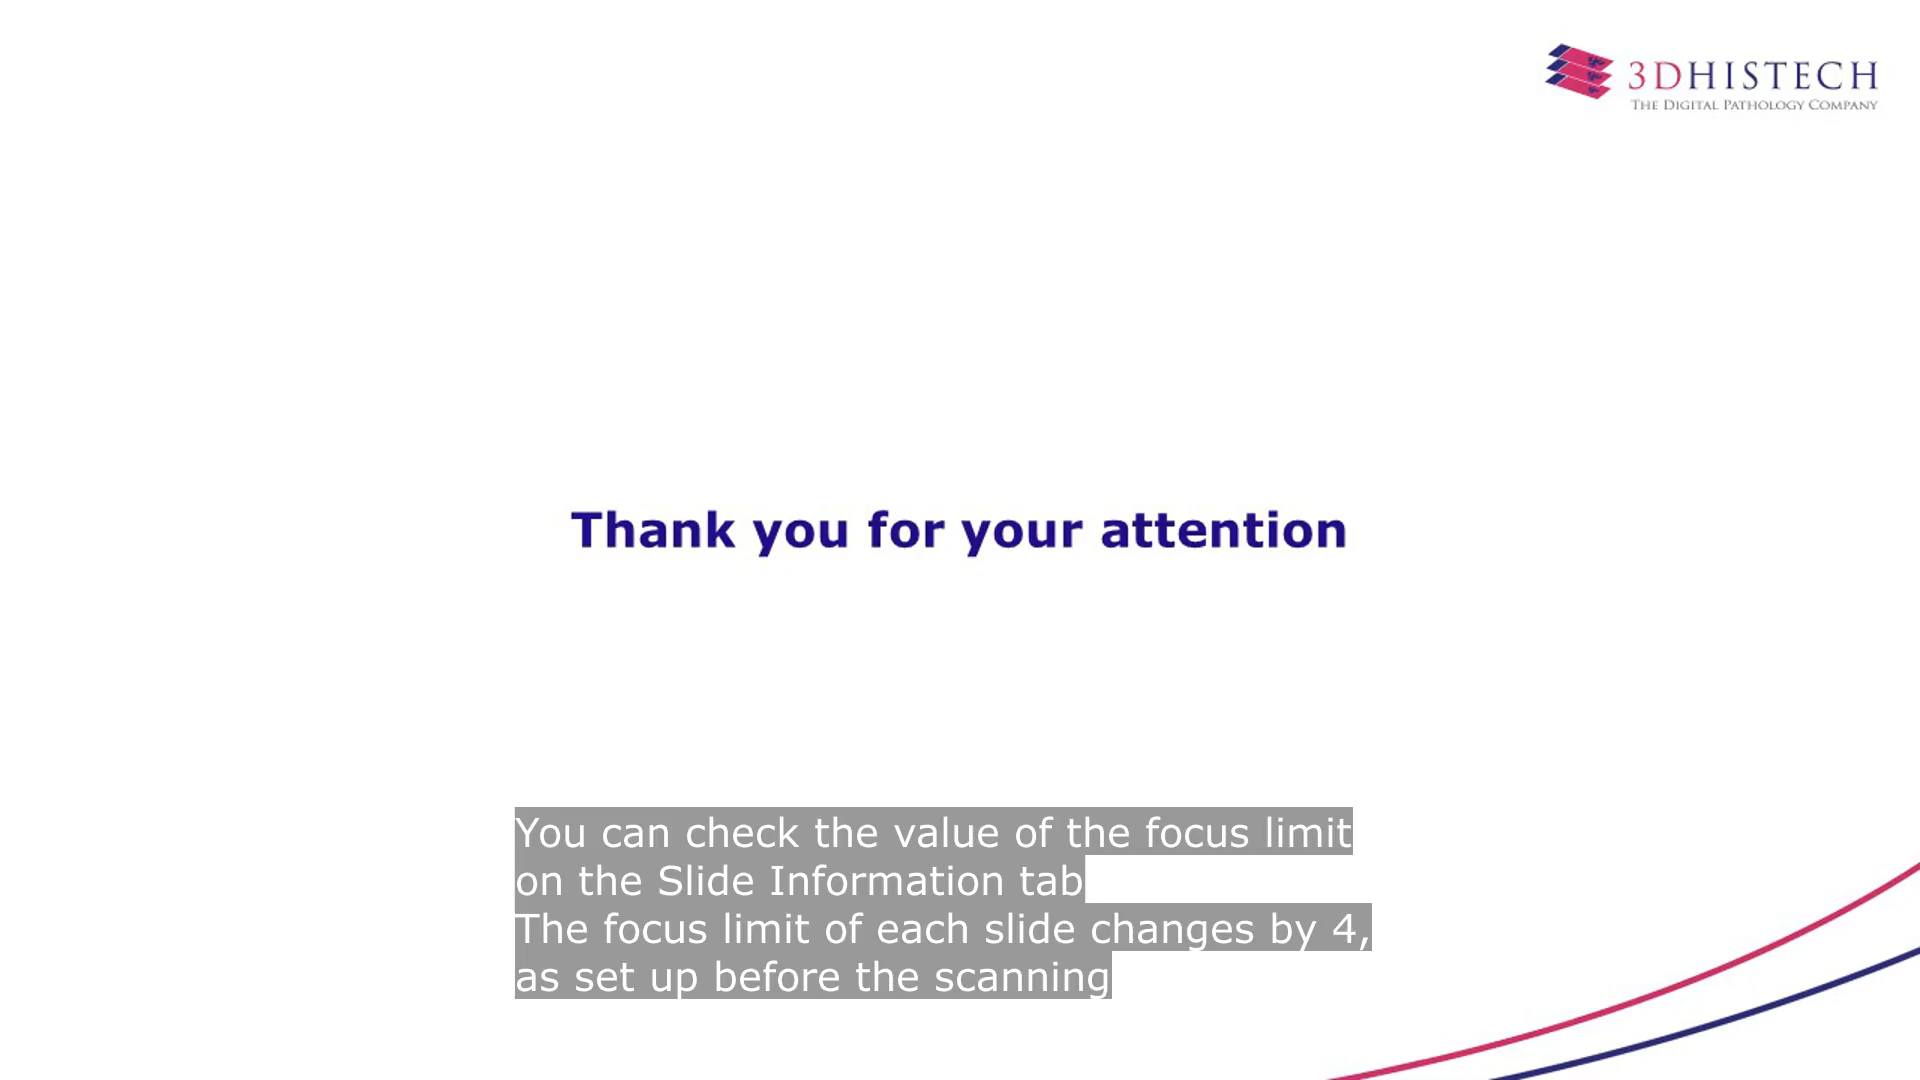 3DHISTECH
THE DIGITAL PATHOLOGY COMPANY
Thank you for your attention
You can check the value of the focus limit
on the Slide Information tab
The focus limit of each slide changes by 4,
as set up before the scanning